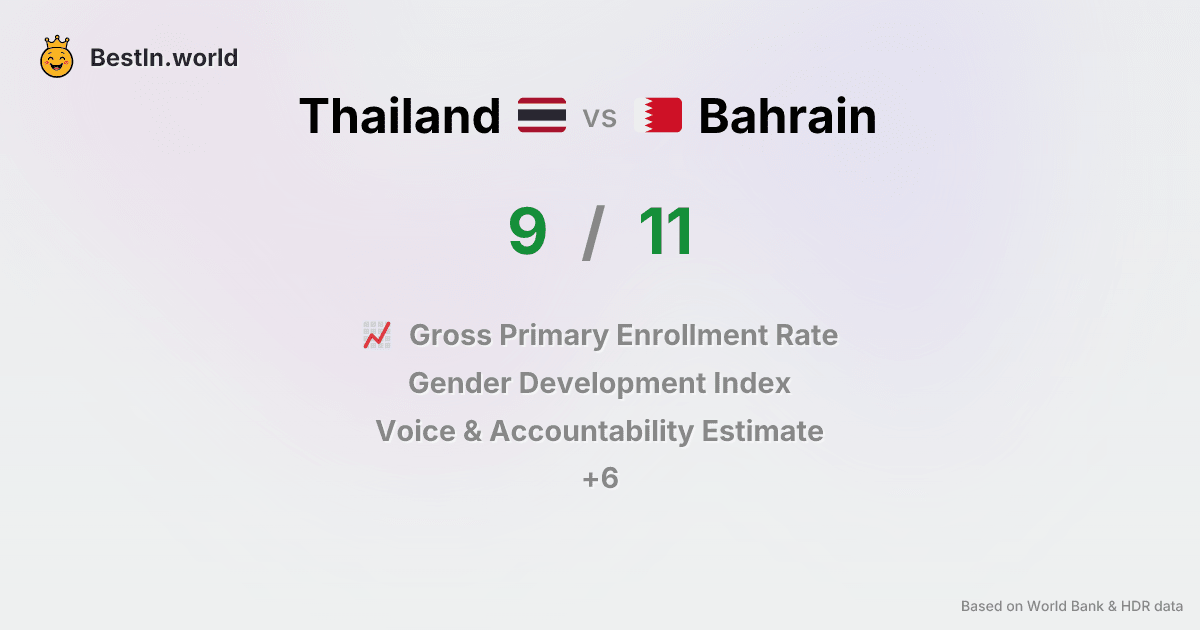 BestIn.world
Thailand vs Bahrain
9 / 11
Gross Primary Enrollment Rate
Gender Development Index
Voice & Accountability Estimate
+6
Based on World Bank & HDR data